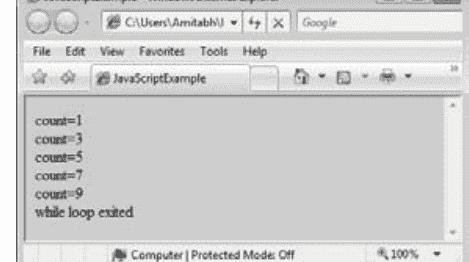 C:\Users\Amitabh\J
Google
File Edit View Favorites Tools Help
JavaScriptExample
count=1
count=3
count=5
count=7
count=9
while loop exited
Computer | Protected Mode: Off
100%